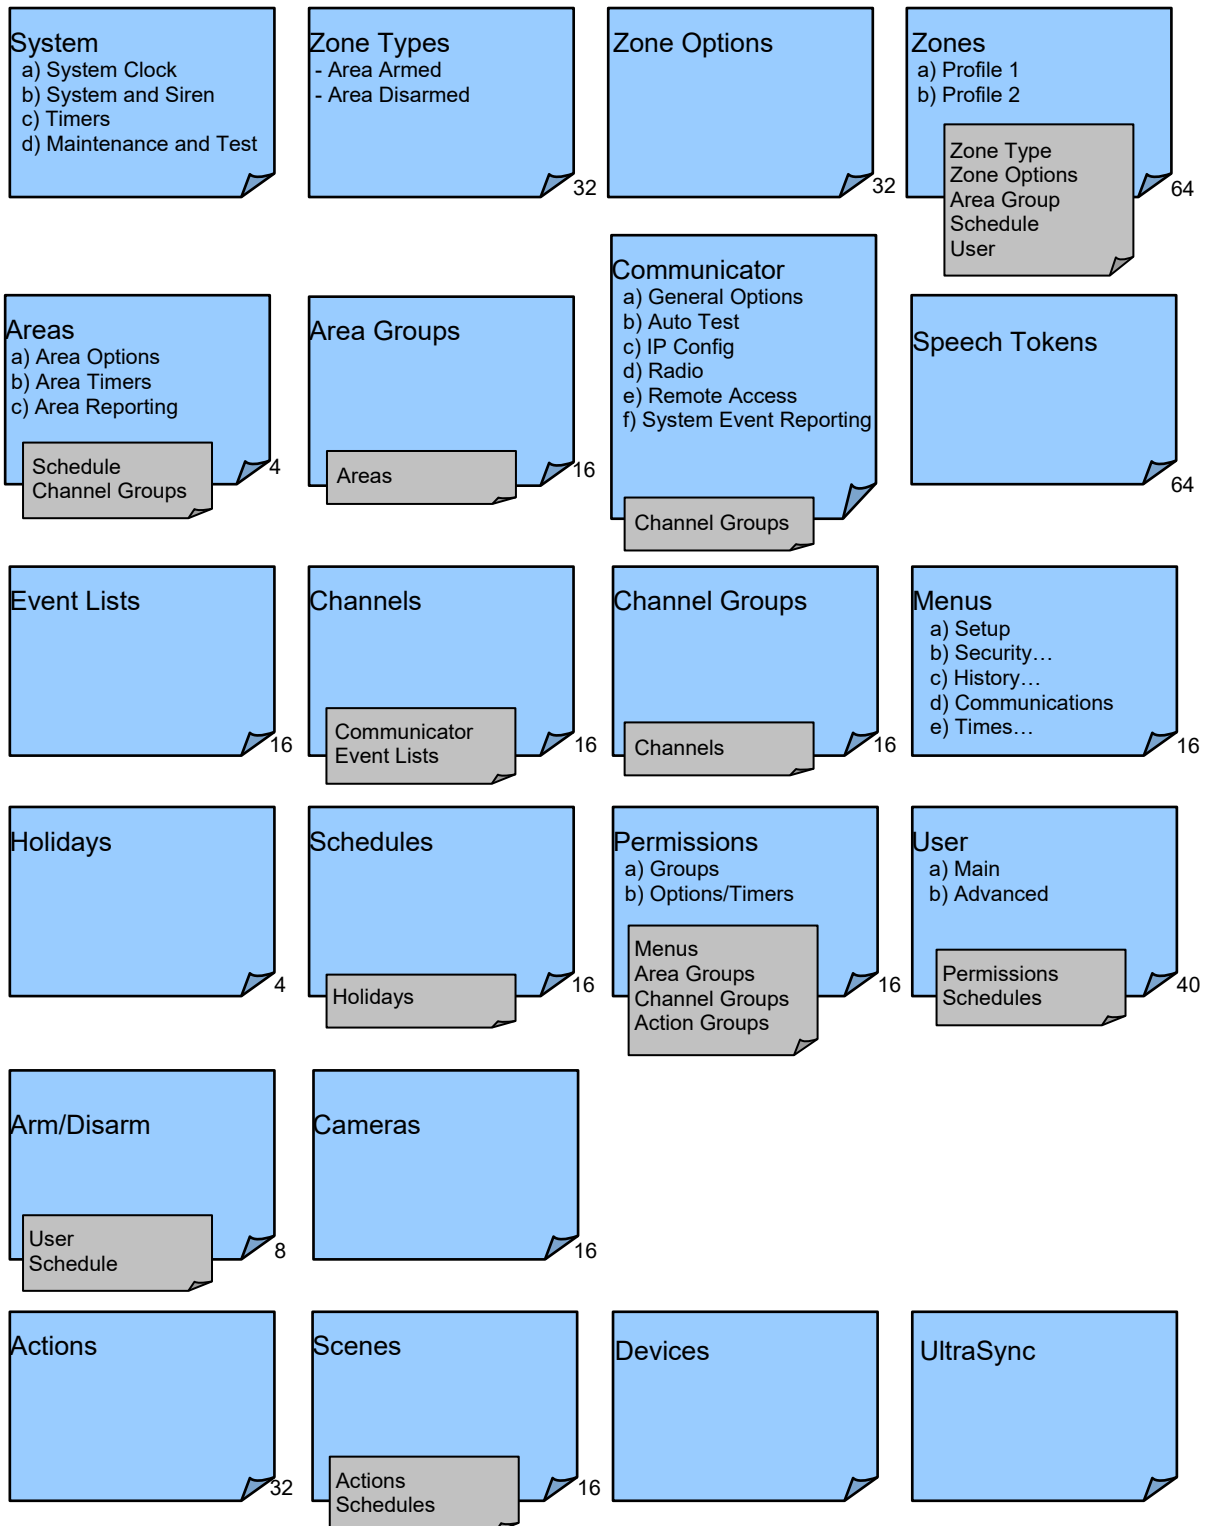 System
a) System Clock
b) System and Siren
c) Timers
d) Maintenance and Test
Zone Types
- Area Armed
- Area Disarmed
32
Zone Options
32
Zones
a) Profile 1
b) Profile 2
Zone Type
Zone Options
Area Group
Schedule
User
64
Areas
a) Area Options
b) Area Timers
c) Area Reporting
Schedule
Channel Groups
4
Area Groups
Areas
16
Communicator
a) General Options
b) Auto Test
c) IP Config
d) Radio
e) Remote Access
f) System Event Reporting
Channel Groups
Speech Tokens
64
Event Lists
16
Channels
Communicator
Event Lists
16
Channel Groups
Channels
16
Menus
a) Setup
b) Security…
c) History…
d) Communications
e) Times…
16
Holidays
4
Schedules
Holidays
16
Permissions
a) Groups
b) Options/Timers
Menus
Area Groups
Channel Groups
Action Groups
16
User
a) Main
b) Advanced
Permissions
Schedules
40
Arm/Disarm
User
Schedule
8
Cameras
16
Actions
32
Scenes
Actions
Schedules
16
Devices
UltraSync